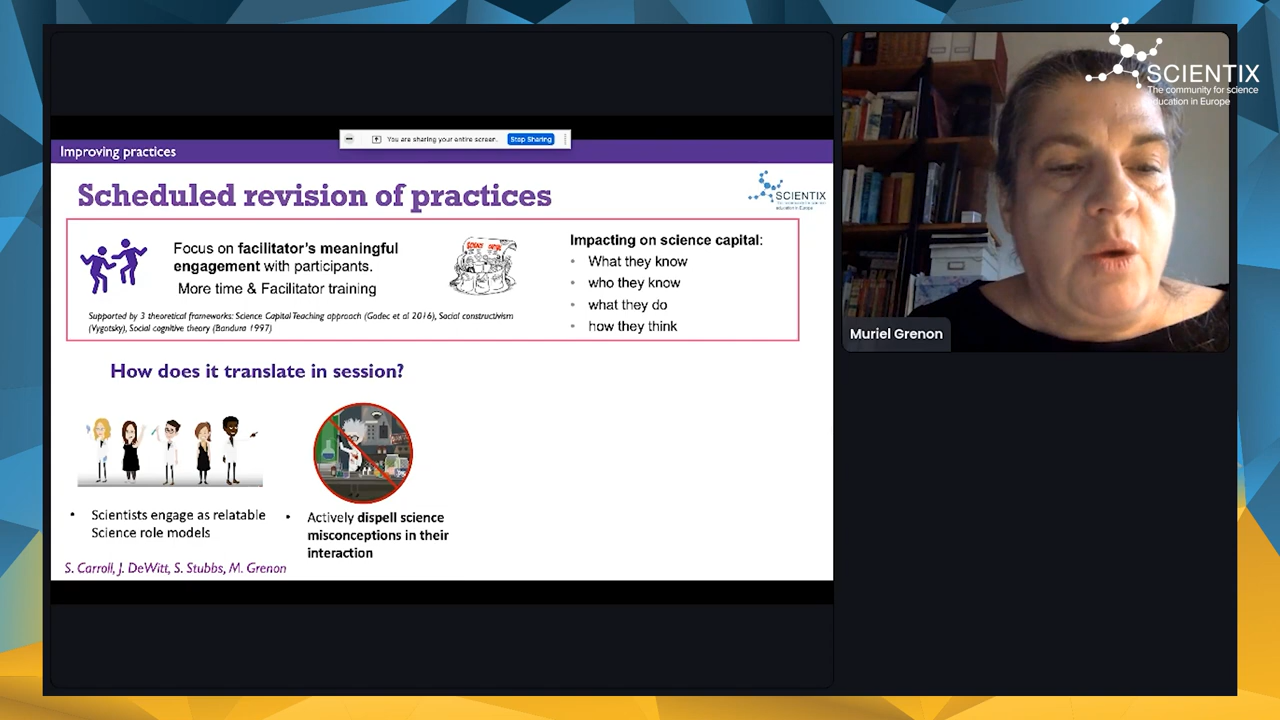 SCIENTIX
The community for science
education in Europe
You are sharing your entire screen.
Stop Sharing
Improving practices
Scheduled revision of practices
SCIENTIX
education in Europe
Focus on facilitator's meaningful
engagement with participants.
More time & Facilitator training
Supported by 3 theoretical frameworks: Science Capital Teaching approach (Godec et al 2016), Social constructivism
(Vygotsky), Social cognitive theory (Bandura 1997)
Impacting on science capital:
• What they know
• who they know
• what they do
• how they think
How does it translate in session?
• Scientists engage as relatable
Science role models
• Actively dispell science
misconceptions in their
interaction
S. Carroll, J. DeWitt, S. Stubbs, M. Grenon
Muriel Grenon